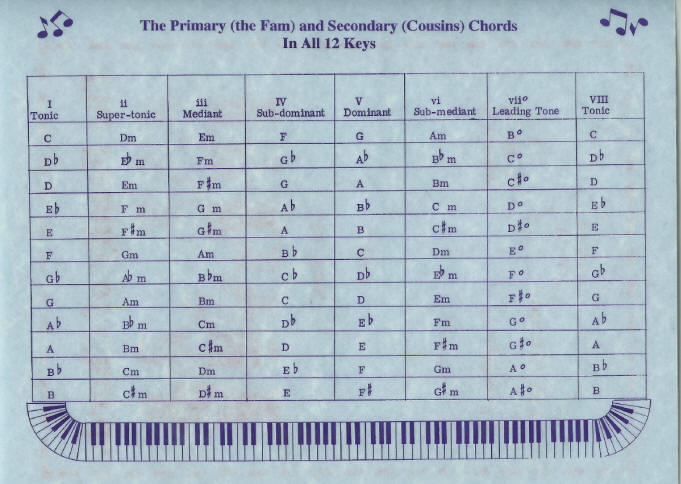 The Primary (the Fam) and Secondary (Cousins) Chords
In All 12 Keys
I ii iii IV V vi vii° VIII
Tonic Super-tonic Mediant Sub-dominant Dominant Sub-mediant Leading Tone Tonic
C Dm Em F G Am B° C
D♭ E♭ m Fm G♭ A♭ B♭ m C° D♭
D Em F♯m G A Bm C♯° D
E♭ F m G m A♭ B♭ C m D° E♭
E F♯m G♯m A B C♯m D♯° E
F Gm Am B♭ C Dm E° F
G♭ A♭ m B♭m C♭ D♭ E♭ m F° G♭
G Am Bm C D Em F♯° G
A♭ B♭ m Cm D♭ E♭ Fm G° A♭
A Bm C♯m D E F♯m G♯° A
B♭ Cm Dm E♭ F Gm A° B♭
B C♯m D♯m E F♯ G♯m A♯° B